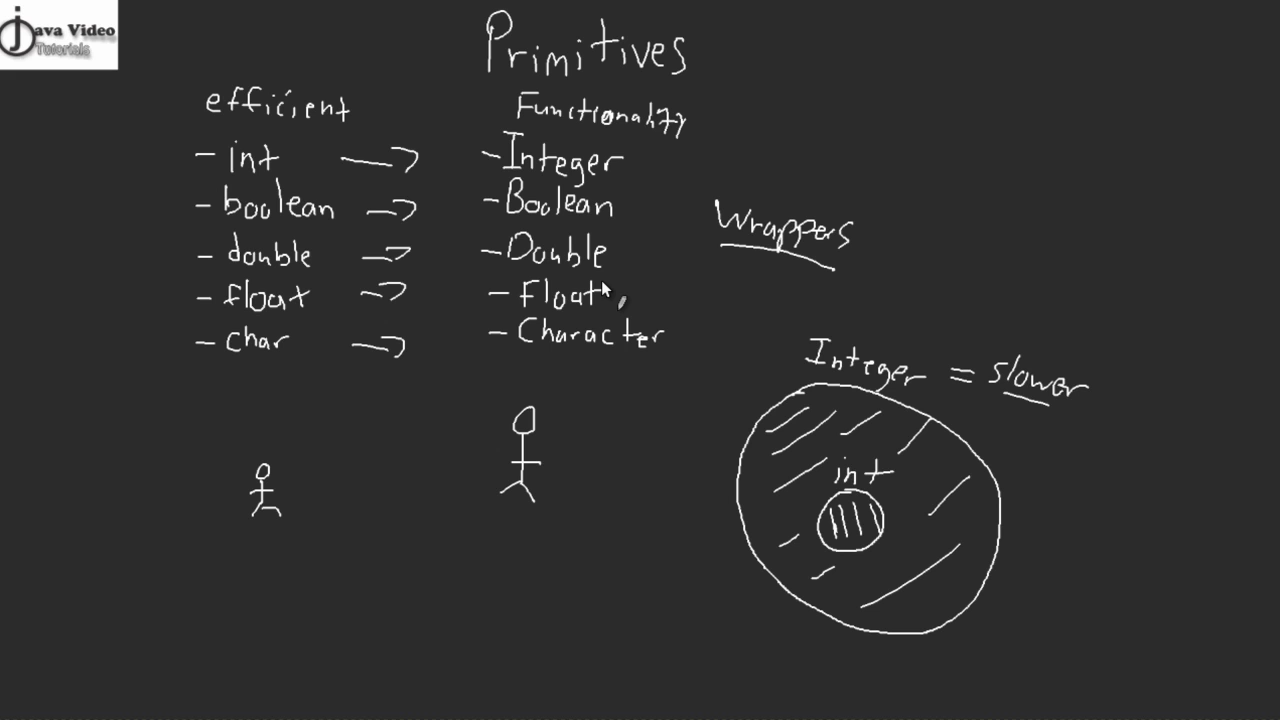 java Video
Tutorials
Primitives
efficient
Functionality
- int
- Integer
- boolean
- Boolean
Wrappers
- double
- Double
- float
- Float
- char
- Character
Integer = slower
int